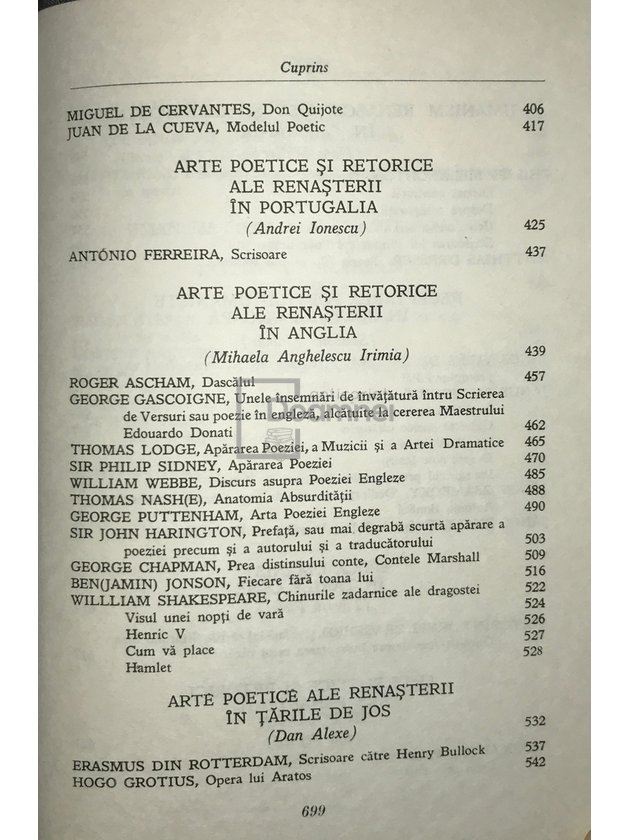 Cuprins
MIGUEL DE CERVANTES, Don Quijote 406
JUAN DE LA CUEVA, Modelul Poetic 417
ARTE POETICE ŞI RETORICE
ALE RENAŞTERII
ÎN PORTUGALIA
(Andrei Ionescu) 425
ANTÓNIO FERREIRA, Scrisoare 437
ARTE POETICE ŞI RETORICE
ALE RENAŞTERII
ÎN ANGLIA
(Mihaela Anghelescu Irimia) 439
ROGER ASCHAM, Dascălul 457
GEORGE GASCOIGNE, Unele însemnări de învăţătură întru Scrierea
de Versuri sau poezie în engleză, alcătuite la cererea Maestrului
Edouardo Donati 462
THOMAS LODGE, Apărarea Poeziei, a Muzicii şi a Artei Dramatice 465
SIR PHILIP SIDNEY, Apărarea Poeziei 470
WILLIAM WEBBE, Discurs asupra Poeziei Engleze 485
THOMAS NASH(E), Anatomia Absurdităţii 488
GEORGE PUTTENHAM, Arta Poeziei Engleze 490
SIR JOHN HARINGTON, Prefaţă, sau mai degrabă scurtă apărare a
poeziei precum şi a autorului şi a traducătorului 503
GEORGE CHAPMAN, Prea distinsului conte, Contele Marshall 509
BEN(JAMIN) JONSON, Fiecare fără toana lui 516
WILLLIAM SHAKESPEARE, Chinurile zadarnice ale dragostei 522
Visul unei nopţi de vară 524
Henric V 526
Cum vă place 527
Hamlet 528
ARTE POETICE ALE RENAŞTERII
ÎN ŢĂRILE DE JOS
(Dan Alexe) 532
ERASMUS DIN ROTTERDAM, Scrisoare către Henry Bullock 537
HOGO GROTIUS, Opera lui Aratos 542
699